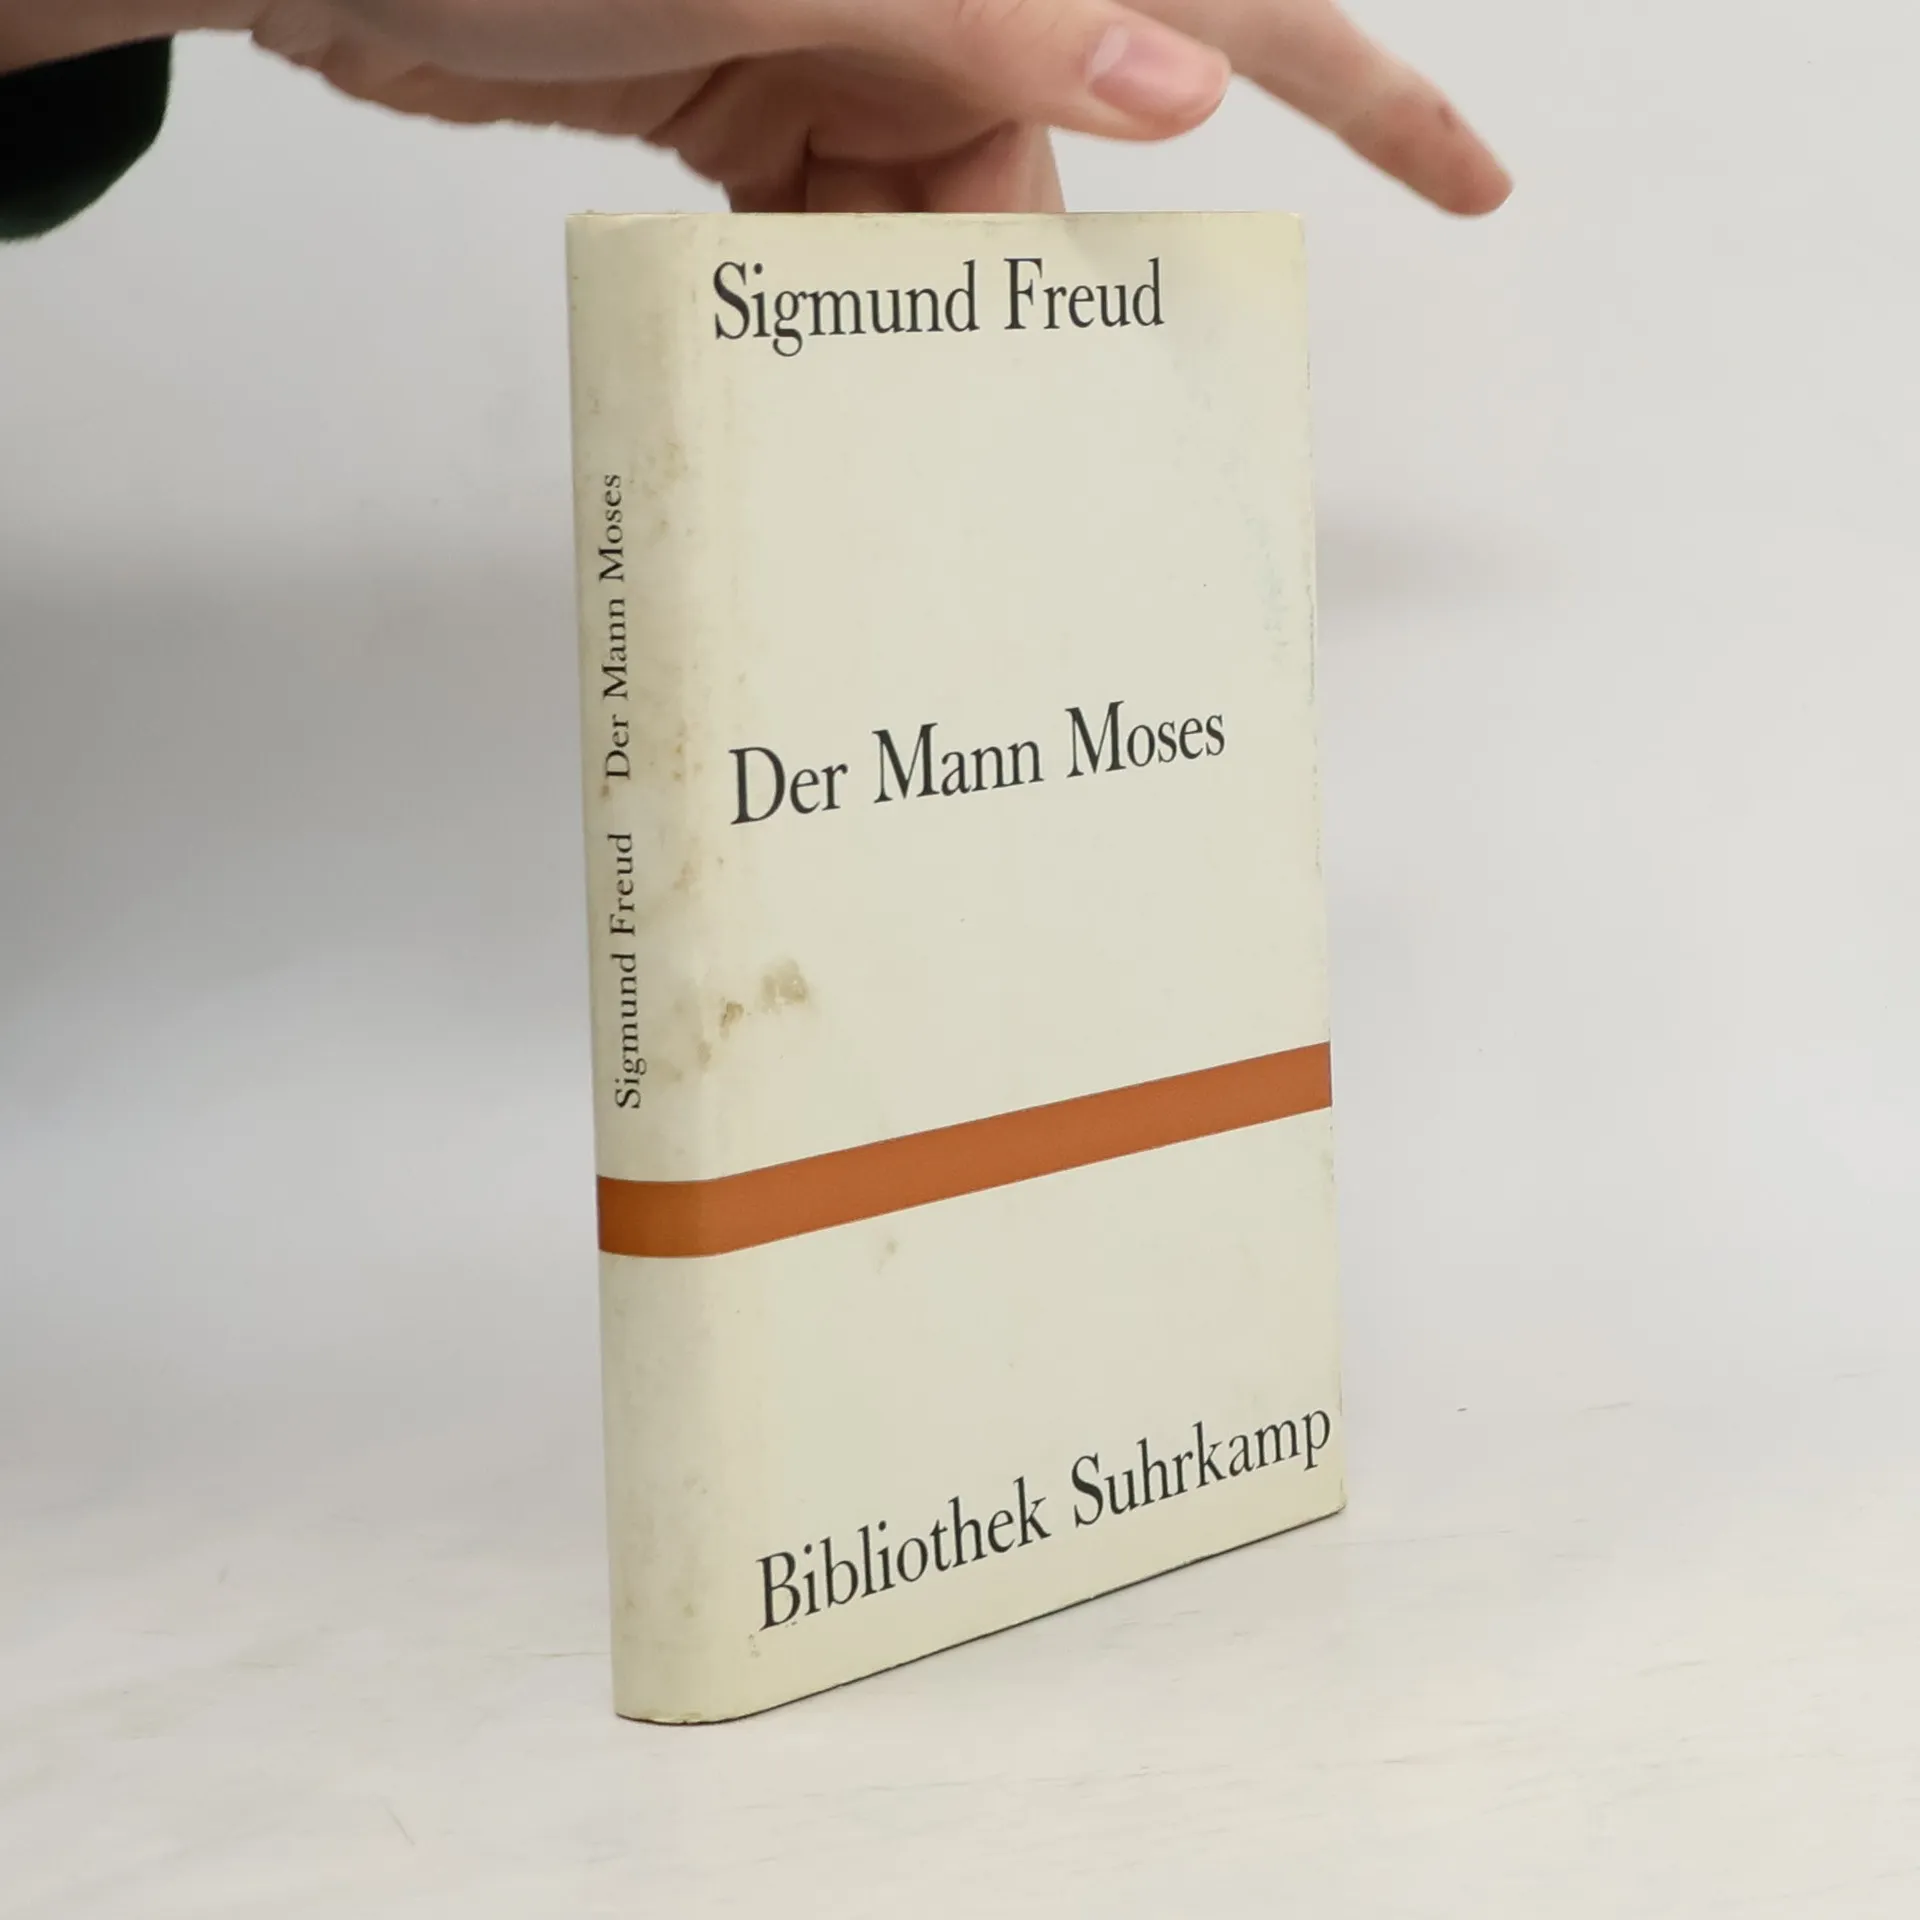 Sigmund Freud
Der Mann Moses
Bibliothek Suhrkamp
Sigmund Freud Der Mann Moses